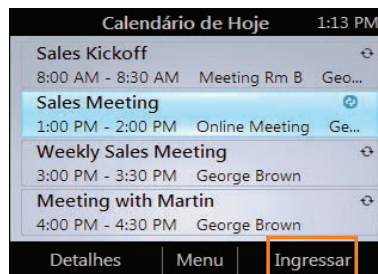 Calendário de Hoje 1:13 PM
Sales Kickoff
8:00 AM - 8:30 AM Meeting Rm B Geo...
Sales Meeting
1:00 PM - 2:00 PM Online Meeting Ge...
Weekly Sales Meeting
3:00 PM - 3:30 PM George Brown
Meeting with Martin
4:00 PM - 4:30 PM George Brown
Detalhes Menu Ingressar